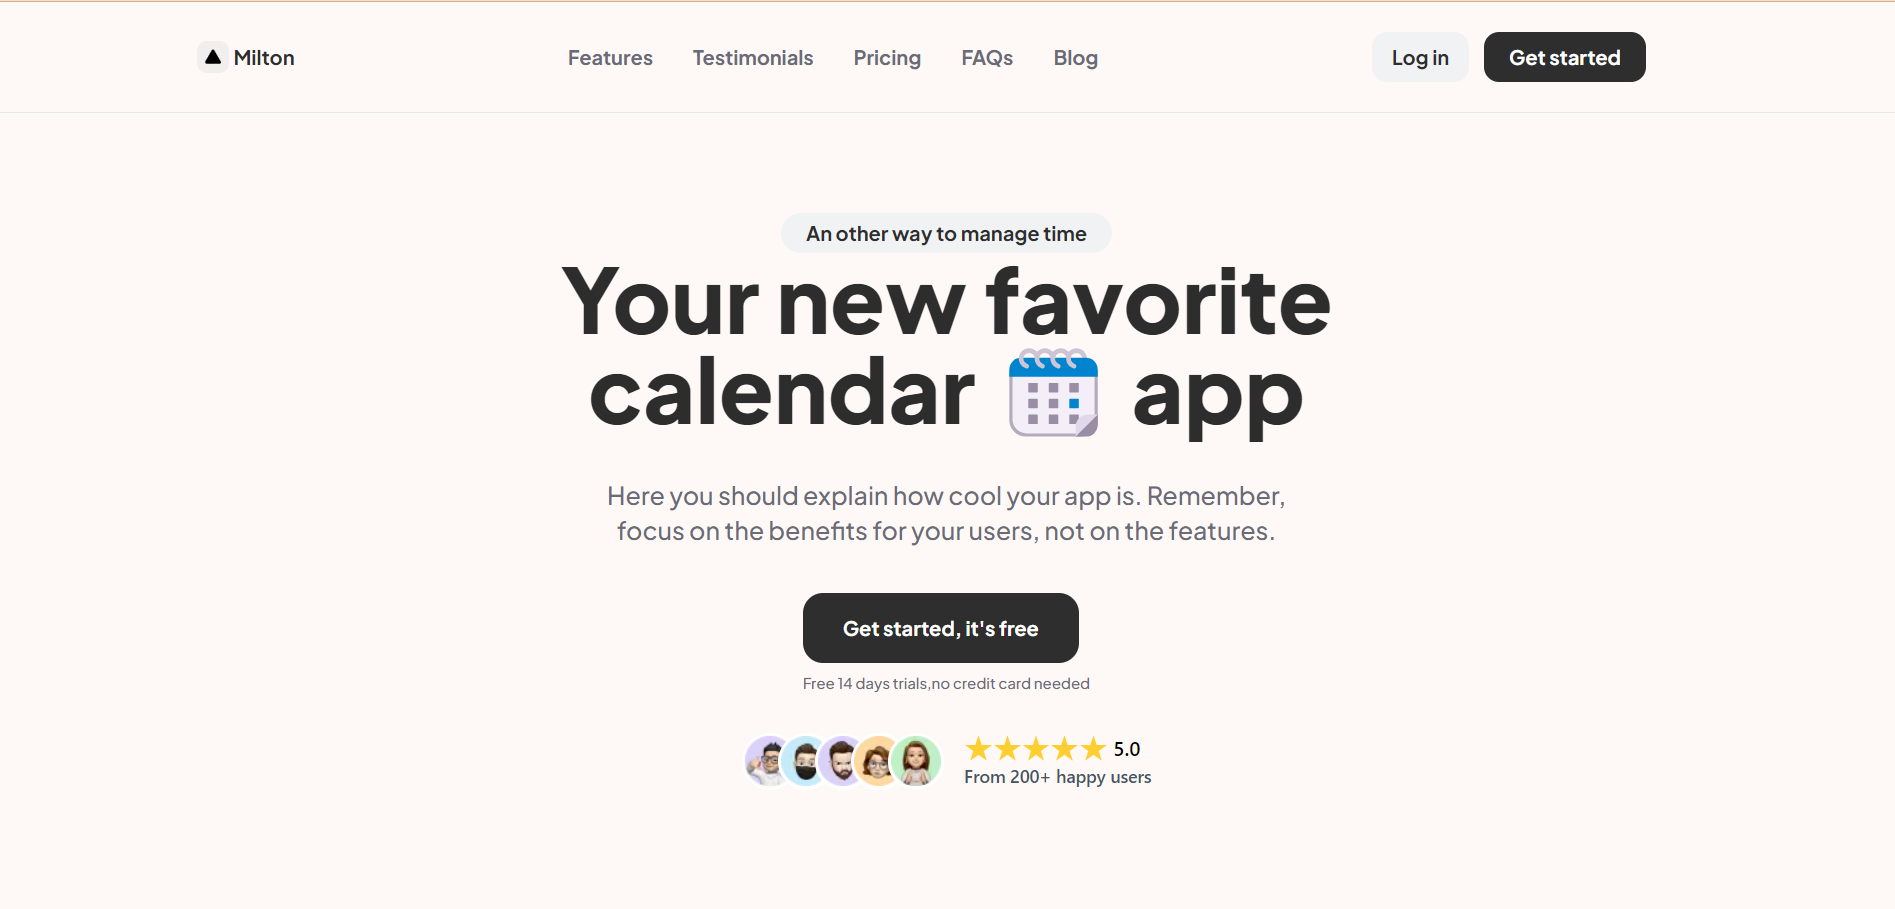 Milton
Features
Testimonials
Pricing
FAQs
Blog
Log in
Get started
An other way to manage time
Your new favorite
calendar app
Here you should explain how cool your app is. Remember,
focus on the benefits for your users, not on the features.
Get started, it's free
Free 14 days trials,no credit card needed
5.0
From 200+ happy users